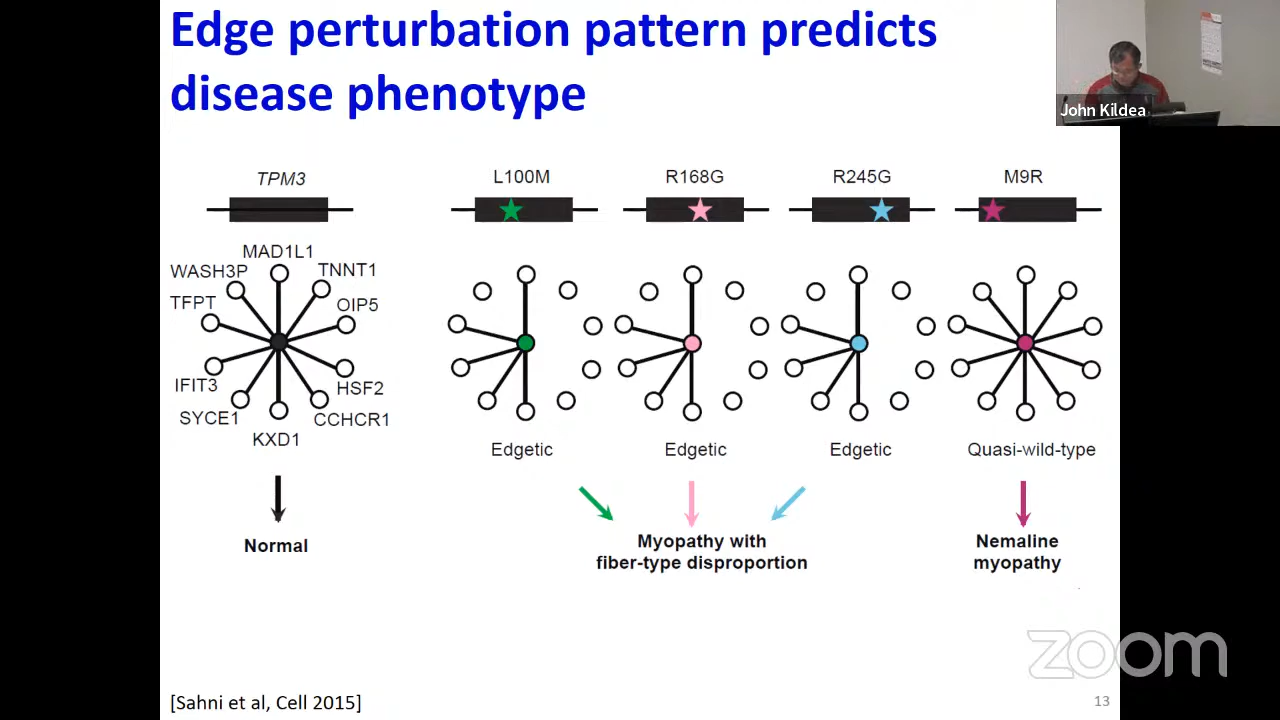 Edge perturbation pattern predicts
disease phenotype
John Kildea
TPM3
L100M
R168G
R245G
M9R
MAD1L1
WASH3P
TNNT1
TFPT
OIP5
IFIT3
HSF2
SYCE1
CCHCR1
KXD1
Edgetic
Edgetic
Edgetic
Quasi-wild-type
Normal
Myopathy with
fiber-type disproportion
Nemaline
myopathy
zoom
[Sahni et al, Cell 2015]
13